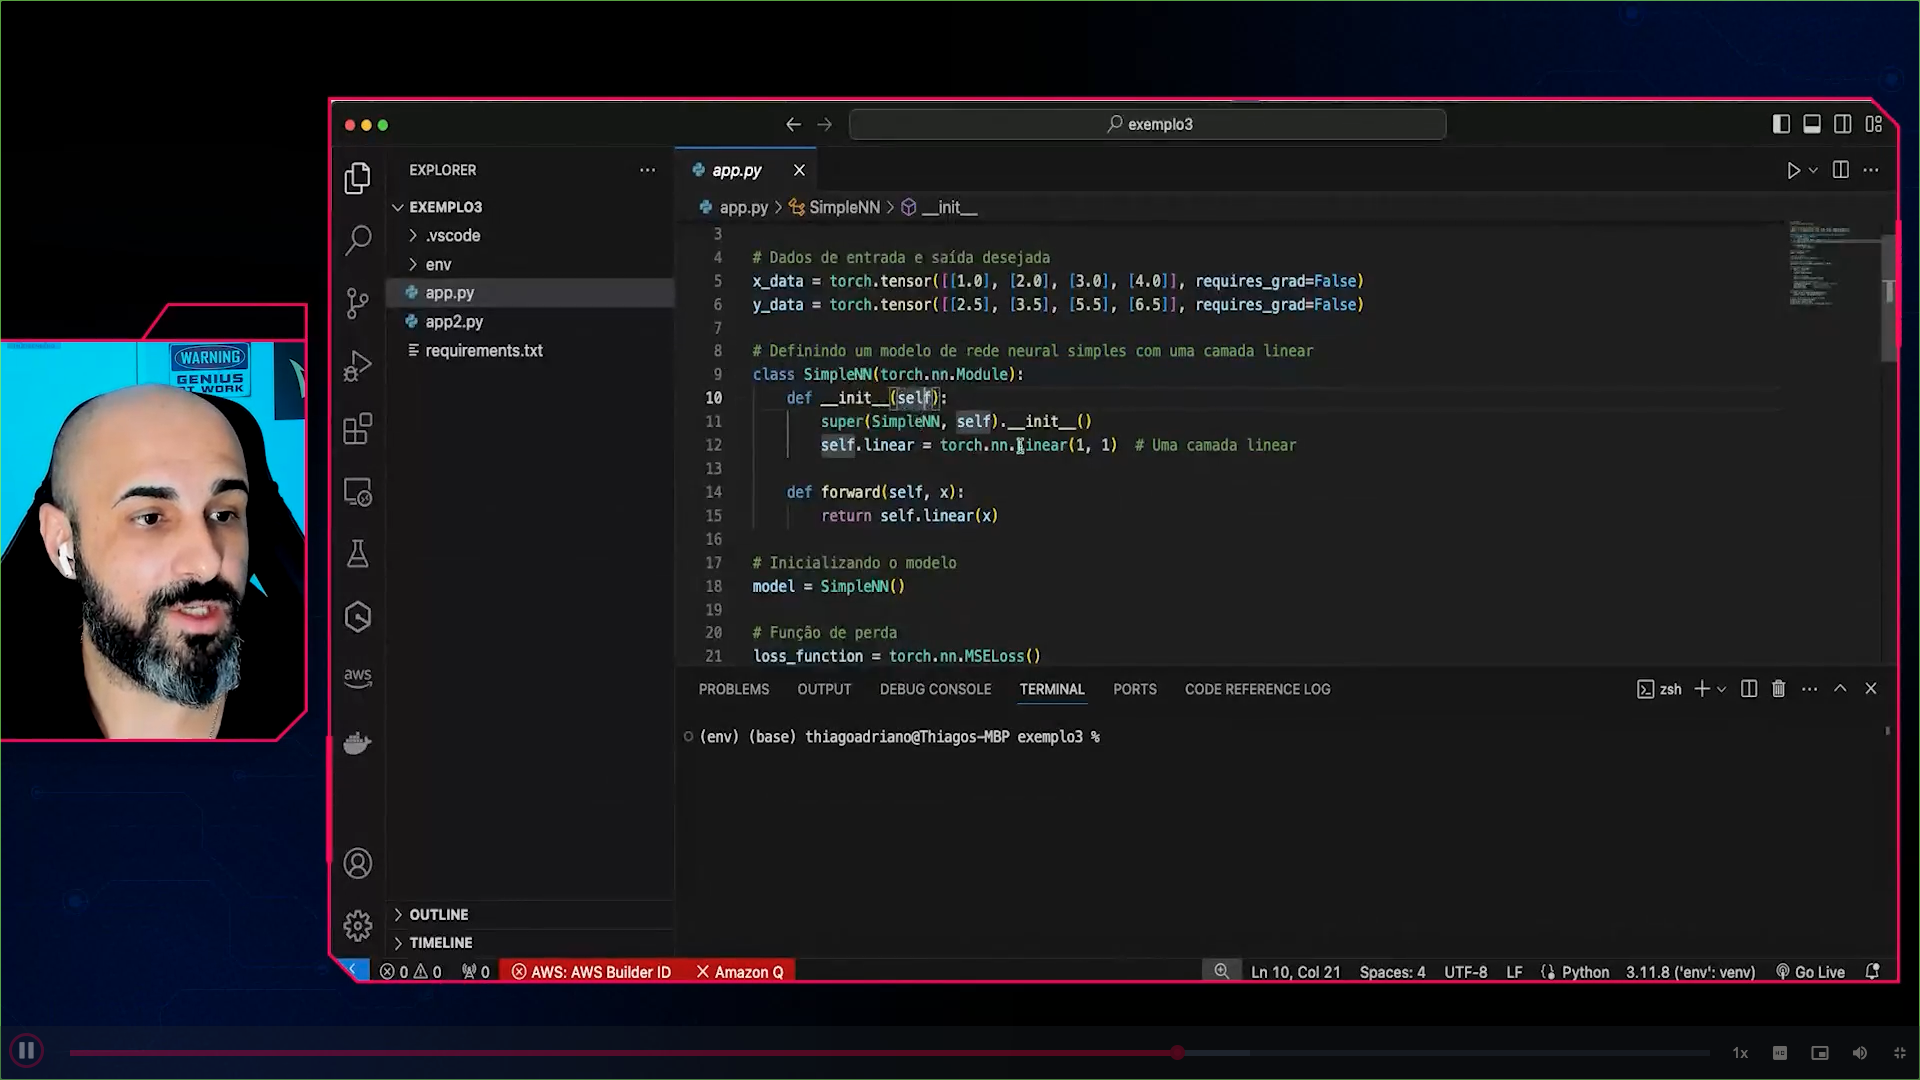 exemplo3
EXPLORER
EXEMPLO3
.vscode
env
app.py
app2.py
requirements.txt
OUTLINE
TIMELINE
app.py
app.py > SimpleNN > __init__
3
4 # Dados de entrada e saída desejada
5 x_data = torch.tensor([[1.0], [2.0], [3.0], [4.0]], requires_grad=False)
6 y_data = torch.tensor([[2.5], [3.5], [5.5], [6.5]], requires_grad=False)
7
8 # Definindo um modelo de rede neural simples com uma camada linear
9 class SimpleNN(torch.nn.Module):
10 def __init__(self):
11 super(SimpleNN, self).__init__()
12 self.linear = torch.nn.Linear(1, 1) # Uma camada linear
13
14 def forward(self, x):
15 return self.linear(x)
16
17 # Inicializando o modelo
18 model = SimpleNN()
19
20 # Função de perda
21 loss_function = torch.nn.MSELoss()
PROBLEMS OUTPUT DEBUG CONSOLE TERMINAL PORTS CODE REFERENCE LOG
zsh
(env) (base) thiagoadriano@Thiagos-MBP exemplo3 %
aws
WARNING
GENIUS
AT WORK
0 0 0 AWS: AWS Builder ID Amazon Q
Ln 10, Col 21 Spaces: 4 UTF-8 LF Python 3.11.8 ('env': venv) Go Live
1x